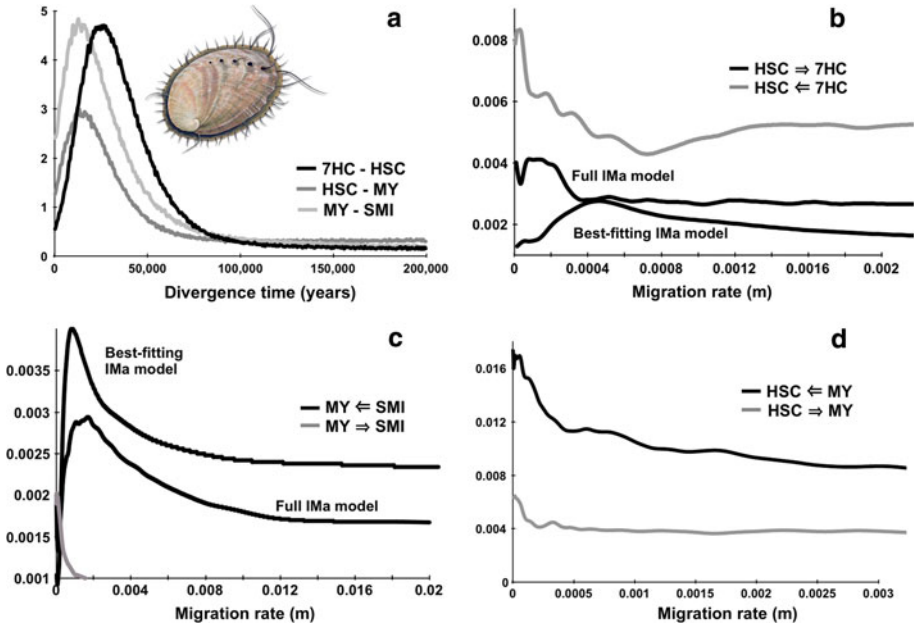 a
5
4
3
2
1
0
7HC - HSC
HSC - MY
MY - SMI
0 50,000 100,000 150,000 200,000
Divergence time (years)
b
0.008
0.006
0.004
0.002
HSC ⇒ 7HC
HSC ⇐ 7HC
Full IMa model
Best-fitting IMa model
0 0.0004 0.0008 0.0012 0.0016 0.002
Migration rate (m)
c
0.0035
0.003
0.0025
0.002
0.0015
0.001
Best-fitting
IMa model
MY ⇐ SMI
MY ⇒ SMI
Full IMa model
0 0.004 0.008 0.012 0.016 0.02
Migration rate (m)
d
0.016
0.012
0.008
0.004
0
HSC ⇐ MY
HSC ⇒ MY
0 0.0005 0.001 0.0015 0.002 0.0025 0.003
Migration rate (m)